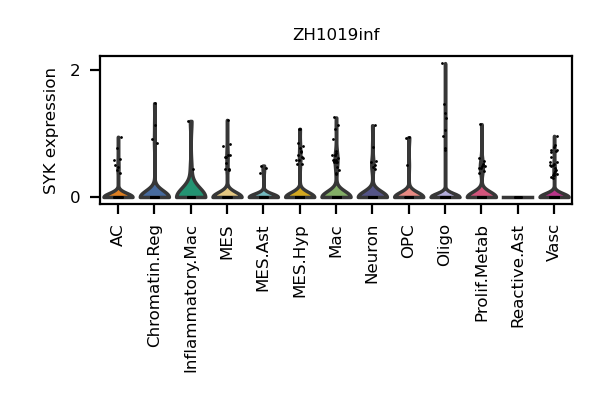 ZH1019inf
SYK expression
2
0
AC
Chromatin.Reg
Inflammatory.Mac
MES
MES.Ast
MES.Hyp
Mac
Neuron
OPC
Oligo
Prolif.Metab
Reactive.Ast
Vasc